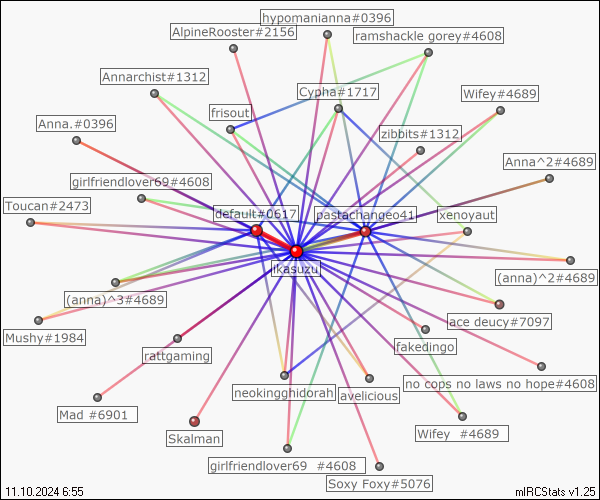 hypomanianna#0396
AlpineRooster#2156
ramshackle gorey#4608
Annarchist#1312
Cypha#1717
Wifey#4689
frisout
Anna.#0396
zibbits#1312
Anna^2#4689
girlfriendlover69#4608
Toucan#2473
default#0617
pastachangeo41
xenoyaut
ikasuzu
(anna)^2#4689
(anna)^3#4689
ace deucy#7097
Mushy#1984
fakedingo
rattgaming
no cops no laws no hope#4608
neokingghidorah
avelicious
Mad #6901
Skalman
Wifey  #4689
girlfriendlover69  #4608
Soxy Foxy#5076
11.10.2024 6:55
mIRCStats v1.25